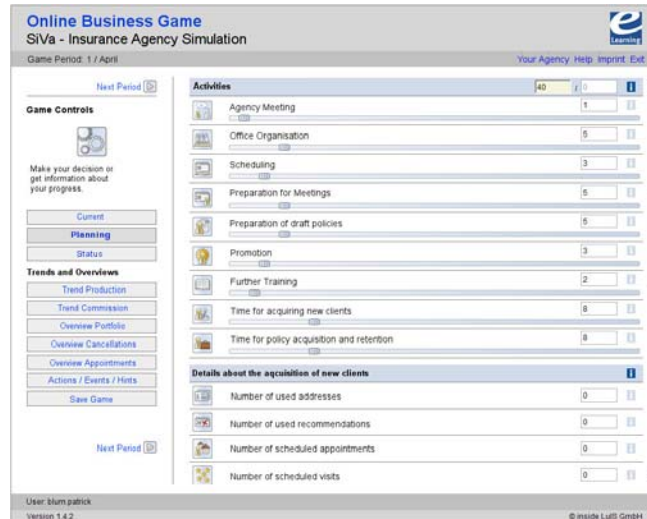 Online Business Game
SiVa - Insurance Agency Simulation
e
Learning
Game Period: 1 / April
Your Agency Help Imprint Exit
Next Period
Game Controls
Make your decision or
get information about
your progress.
Current
Planning
Status
Trends and Overviews
Trend Production
Trend Commission
Overview Portfolio
Overview Cancellations
Overview Appointments
Actions / Events / Hints
Save Game
Next Period
Activities 40 / 0
Agency Meeting 1
Office Organisation 5
Scheduling 3
Preparation for Meetings 5
Preparation of draft policies 5
Promotion 3
Further Training 2
Time for acquiring new clients 8
Time for policy acquisition and retention 8
Details about the aqcuisition of new clients
Number of used addresses 0
Number of used recommendations 0
Number of scheduled appointments 0
Number of scheduled visits 0
User: blum.patrick
Version 1.4.2
© inside LuIS GmbH